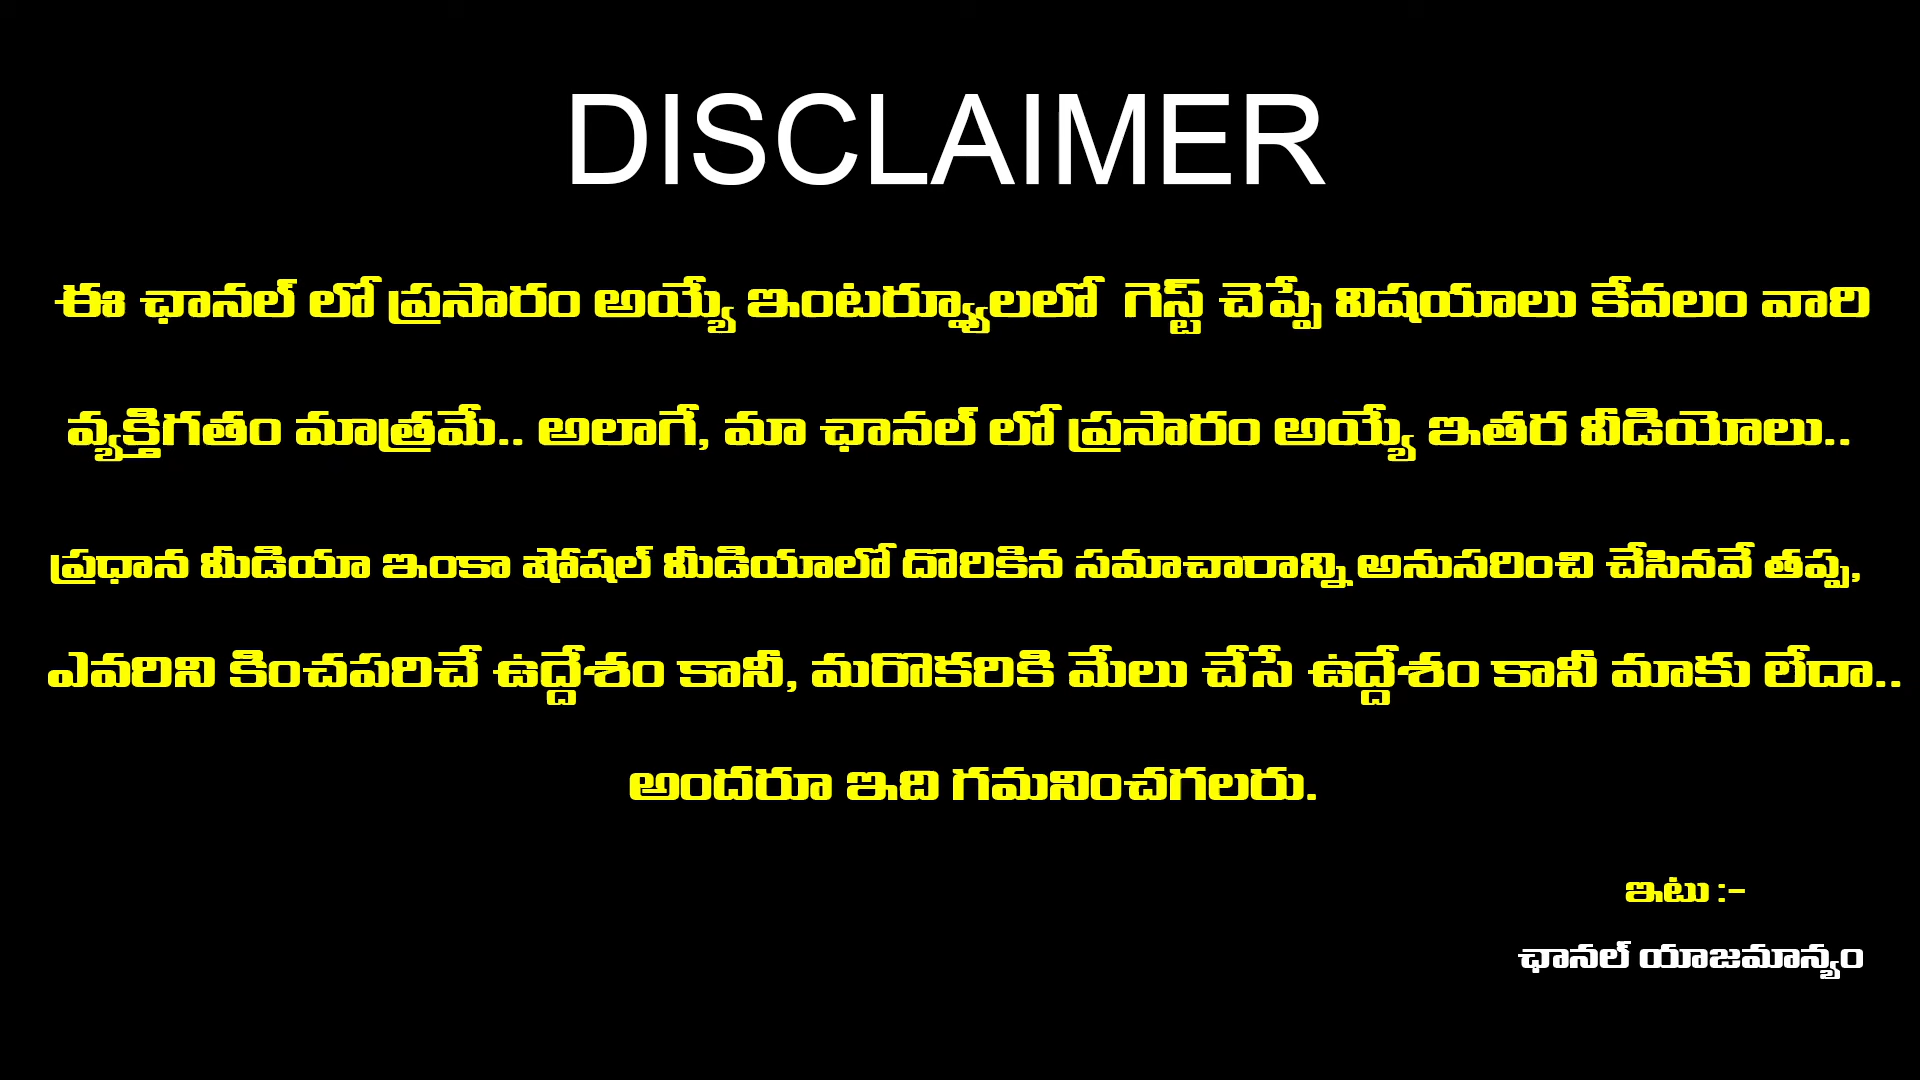 DISCLAIMER
ఈ ఛానల్ లో ప్రసారం అయ్యే ఇంటర్వ్యూలలో గెస్ట్ చెప్పే విషయాలు కేవలం వారి
వ్యక్తిగతం మాత్రమే.. అలాగే, మా ఛానల్ లో ప్రసారం అయ్యే ఇతర వీడియోలు..
ప్రధాన మీడియా ఇంకా షోషల్ మీడియాలో దొరికిన సమాచారాన్ని అనుసరించి చేసినవే తప్ప,
ఎవరిని కించపరిచే ఉద్దేశం కానీ, మరొకరికి మేలు చేసే ఉద్దేశం కానీ మాకు లేదా..
అందరూ ఇది గమనించగలరు.
ఇటు :-
ఛానల్ యాజమాన్యం